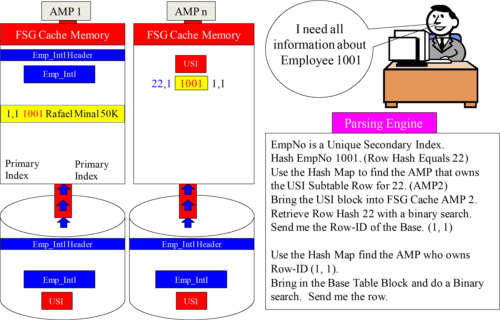 AMP 1
AMP n
FSG Cache Memory
FSG Cache Memory
Emp_Intl Header
Emp_Intl
USI
22,1 1001 1,1
1,1 1001 Rafael Minal 50K
Primary
Index
Primary
Index
Emp_Intl Header
Emp_Intl Header
Emp_Intl
Emp_Intl
USI
USI
I need all
information about
Employee 1001
Parsing Engine
EmpNo is a Unique Secondary Index.
Hash EmpNo 1001. (Row Hash Equals 22)
Use the Hash Map to find the AMP that owns
the USI Subtable Row for 22. (AMP2)
Bring the USI block into FSG Cache AMP 2.
Retrieve Row Hash 22 with a binary search.
Send me the Row-ID of the Base. (1, 1)
Use the Hash Map find the AMP who owns
Row-ID (1, 1).
Bring in the Base Table Block and do a Binary
search. Send me the row.